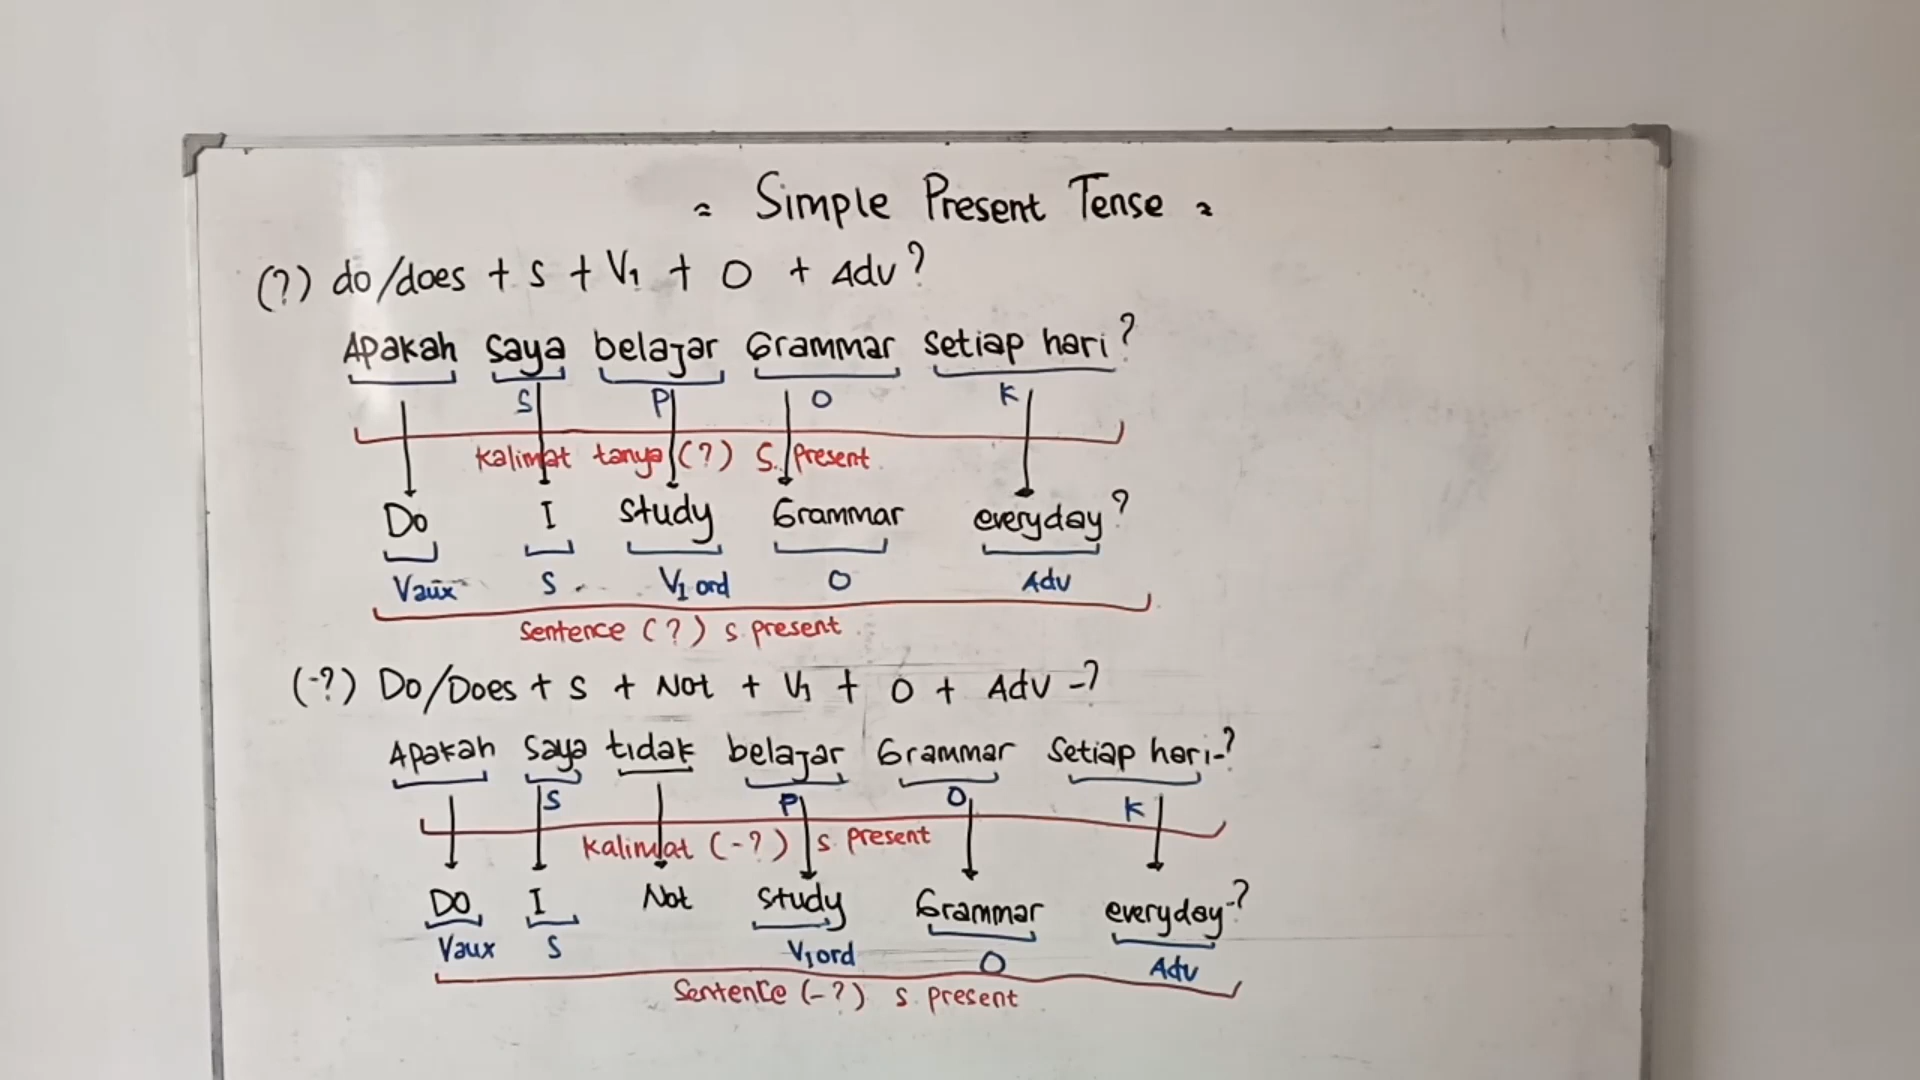 ~ Simple Present Tense ~
(?) do/does + S + V1 + O + Adv?
Apakah saya belajar Grammar setiap hari?
S P O K
Kalimat tanya (?) S. Present
Do I study Grammar everyday?
Vaux S V1 ord O Adv
Sentence (?) s. present
(-?) Do/Does + S + Not + V1 + O + Adv -?
Apakah saya tidak belajar Grammar Setiap hari-?
S P O K
Kalimat (-?) s. present
Do I Not study Grammar everyday-?
Vaux S V1 ord O Adv
Sentence (-?) s. present